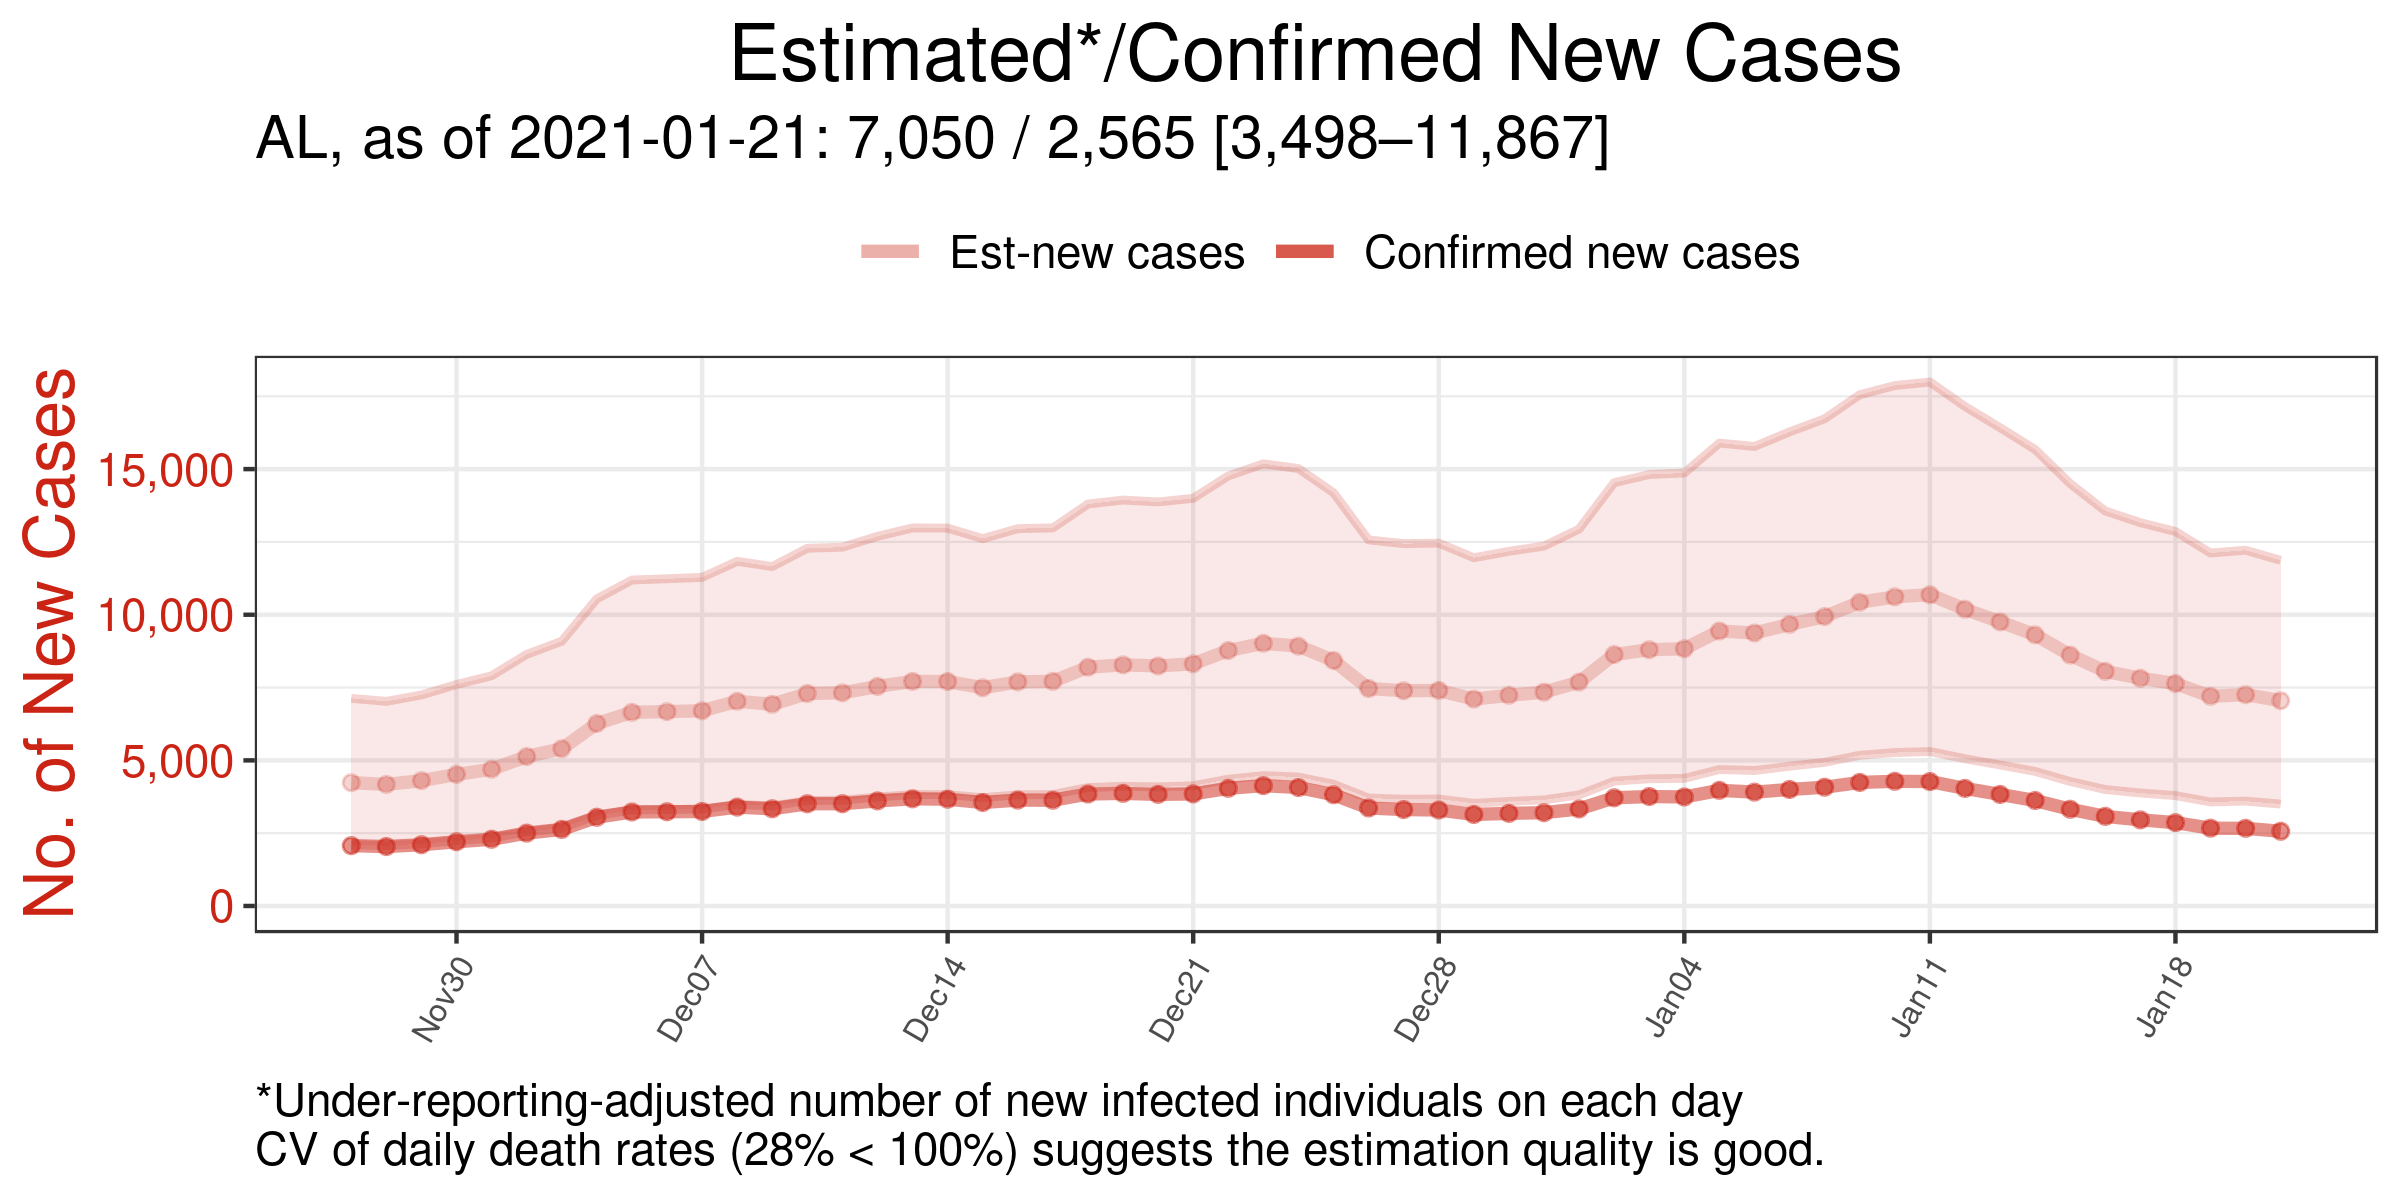 Estimated*/Confirmed New Cases
AL, as of 2021-01-21: 7,050 / 2,565 [3,498–11,867]
Est-new cases
Confirmed new cases
No. of New Cases
15,000
10,000
5,000
0
Nov30
Dec07
Dec14
Dec21
Dec28
Jan04
Jan11
Jan18
*Under-reporting-adjusted number of new infected individuals on each day
CV of daily death rates (28% < 100%) suggests the estimation quality is good.